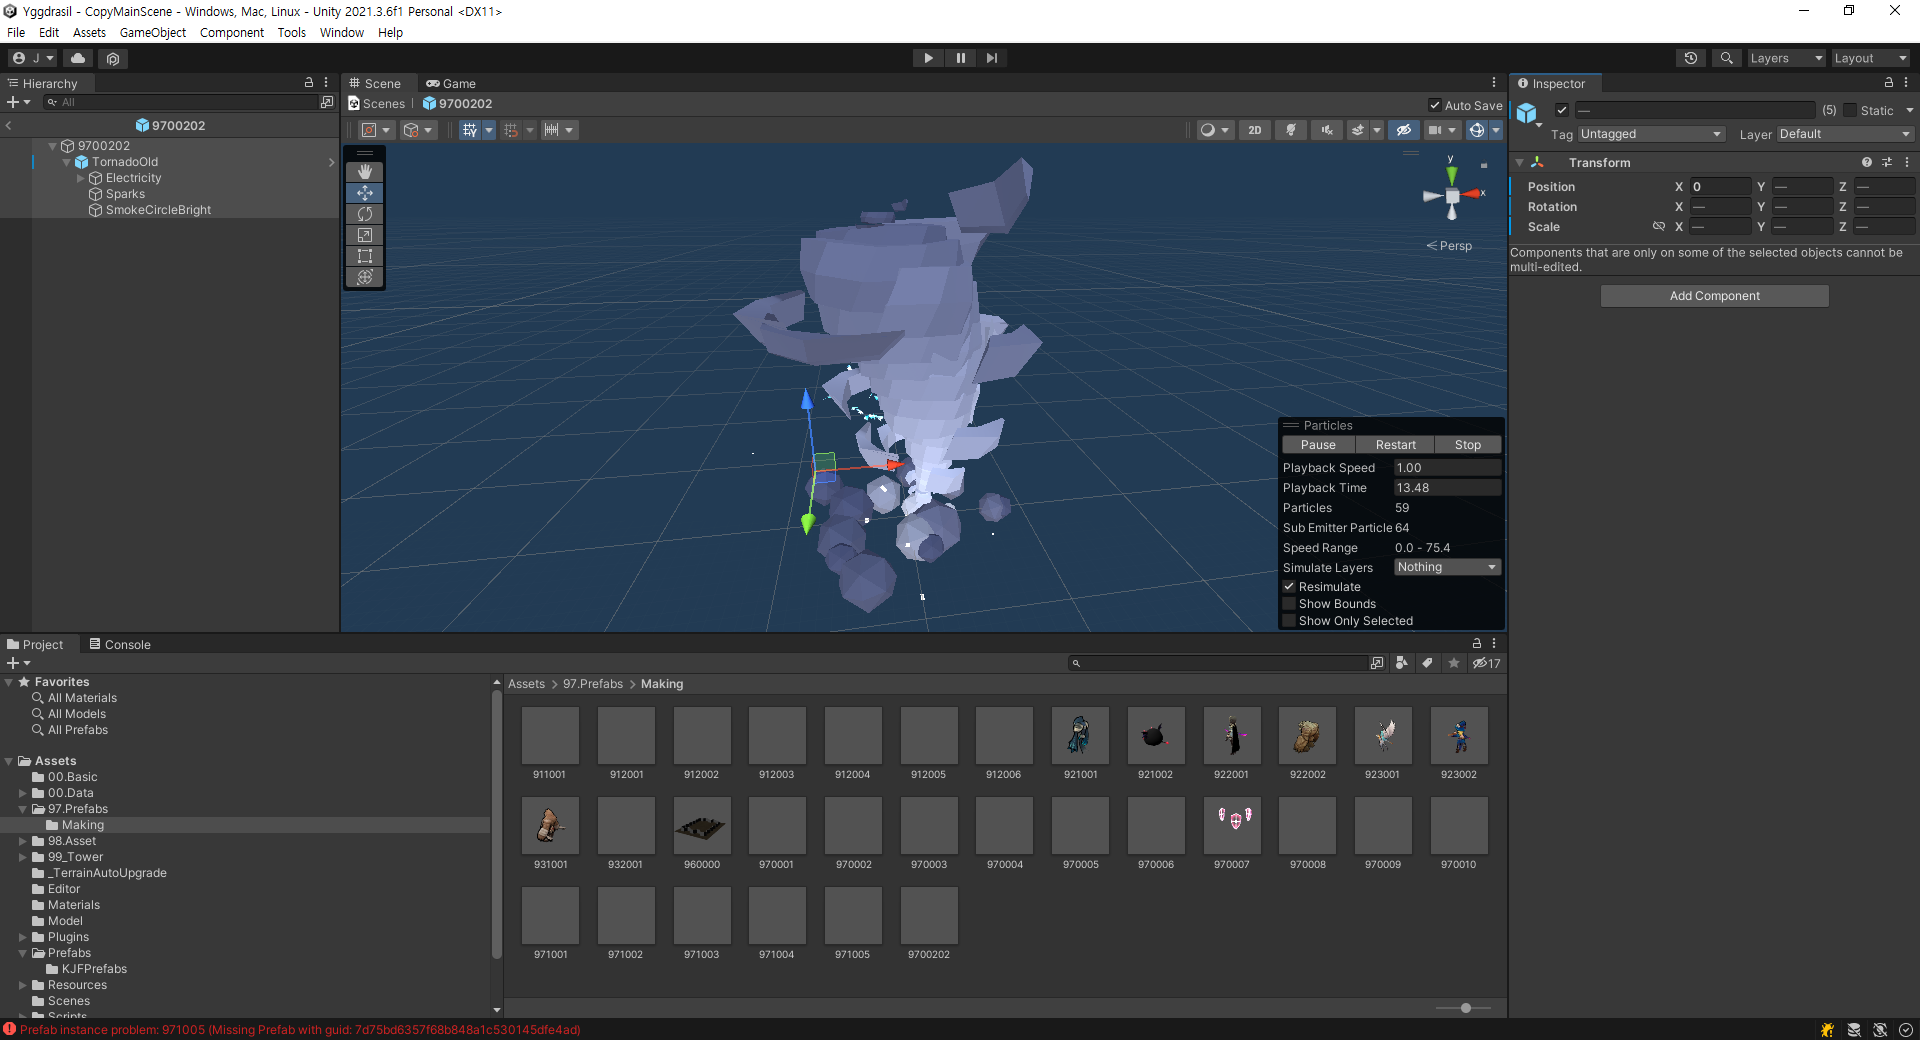 Yggdrasil - CopyMainScene - Windows, Mac, Linux - Unity 2021.3.6f1 Personal <DX11>
File Edit Assets GameObject Component Tools Window Help
J Layers Layout
Hierarchy
All
9700202
9700202
TornadoOld
Electricity
Sparks
SmokeCircleBright
Scene Game
Scenes 9700202 Auto Save
2D
y
x
Persp
Particles
Pause Restart Stop
Playback Speed 1.00
Playback Time 13.48
Particles 59
Sub Emitter Particle 64
Speed Range 0.0 - 75.4
Simulate Layers Nothing
Resimulate
Show Bounds
Show Only Selected
Inspector
— (5) Static
Tag Untagged Layer Default
Transform
Position X 0 Y — Z —
Rotation X — Y — Z —
Scale X — Y — Z —
Components that are only on some of the selected objects cannot be
multi-edited.
Add Component
Project Console
17
Favorites
All Materials
All Models
All Prefabs
Assets
00.Basic
00.Data
97.Prefabs
Making
98.Asset
99_Tower
_TerrainAutoUpgrade
Editor
Materials
Model
Plugins
Prefabs
KJFPrefabs
Resources
Scenes
Scripts
Assets > 97.Prefabs > Making
911001 912001 912002 912003 912004 912005 912006 921001 921002 922001 922002 923001 923002
931001 932001 960000 970001 970002 970003 970004 970005 970006 970007 970008 970009 970010
971001 971002 971003 971004 971005 9700202
Prefab instance problem: 971005 (Missing Prefab with guid: 7d75bd6357f68b848a1c530145dfe4ad)